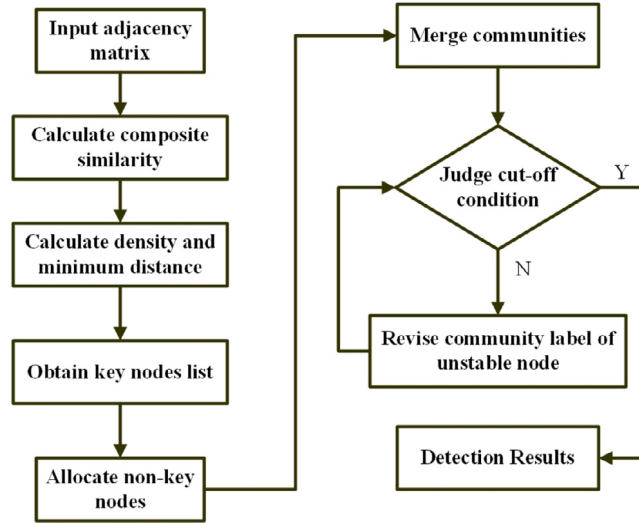 Input adjacency
matrix
Calculate composite
similarity
Calculate density and
minimum distance
Obtain key nodes list
Allocate non-key
nodes
Merge communities
Judge cut-off
condition
Y
N
Revise community label of
unstable node
Detection Results